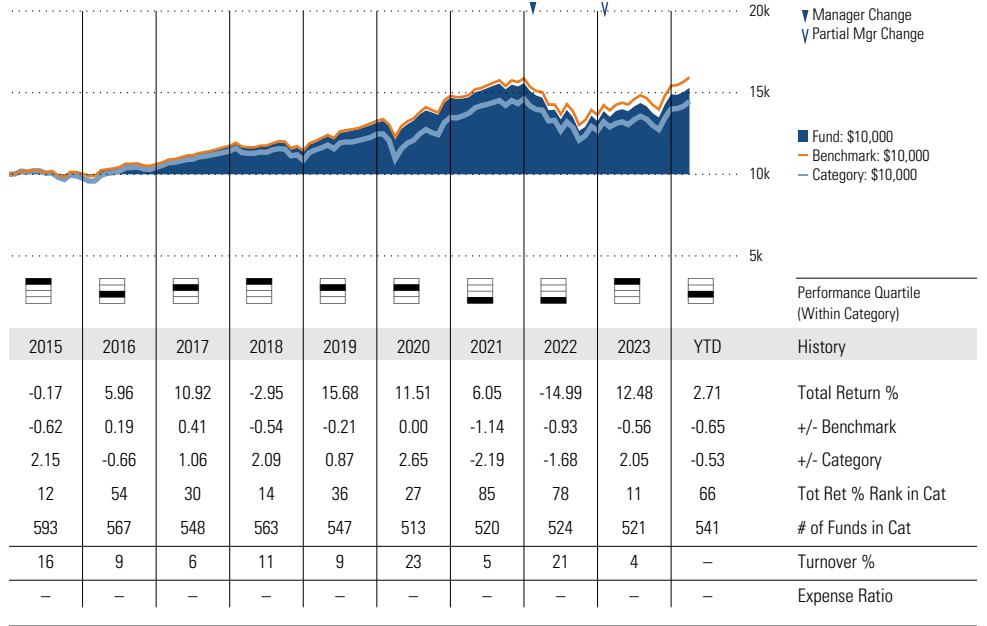 20k
15k
10k
5k
Manager Change
Partial Mgr Change
Fund: $10,000
Benchmark: $10,000
Category: $10,000
Performance Quartile
(Within Category)
2015 2016 2017 2018 2019 2020 2021 2022 2023 YTD History
-0.17 5.96 10.92 -2.95 15.68 11.51 6.05 -14.99 12.48 2.71 Total Return %
-0.62 0.19 0.41 -0.54 -0.21 0.00 -1.14 -0.93 -0.56 -0.65 +/- Benchmark
2.15 -0.66 1.06 2.09 0.87 2.65 -2.19 -1.68 2.05 -0.53 +/- Category
12 54 30 14 36 27 85 78 11 66 Tot Ret % Rank in Cat
593 567 548 563 547 513 520 524 521 541 # of Funds in Cat
16 9 6 11 9 23 5 21 4 – Turnover %
– – – – – – – – – – Expense Ratio